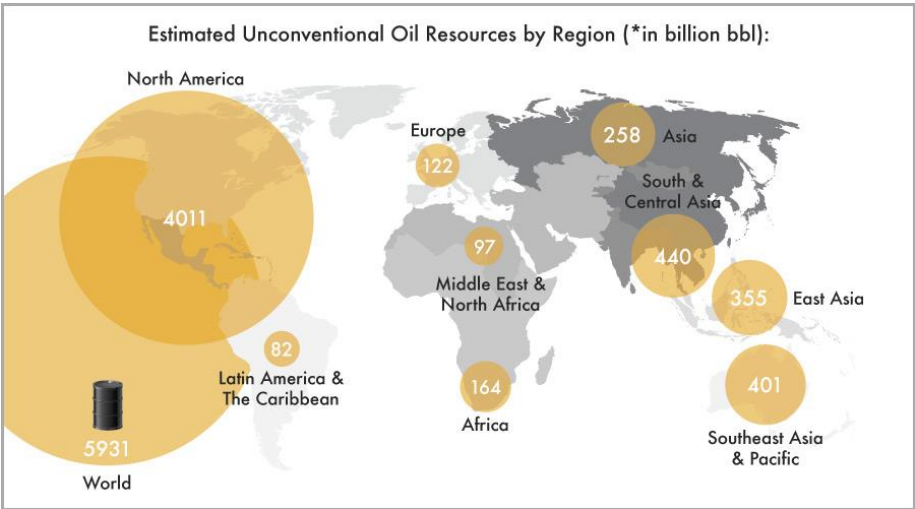 Estimated Unconventional Oil Resources by Region (*in billion bbl):
North America
4011
Europe
122
258
Asia
South &
Central Asia
440
97
Middle East &
North Africa
355
East Asia
82
Latin America &
The Caribbean
164
Africa
401
Southeast Asia
& Pacific
5931
World